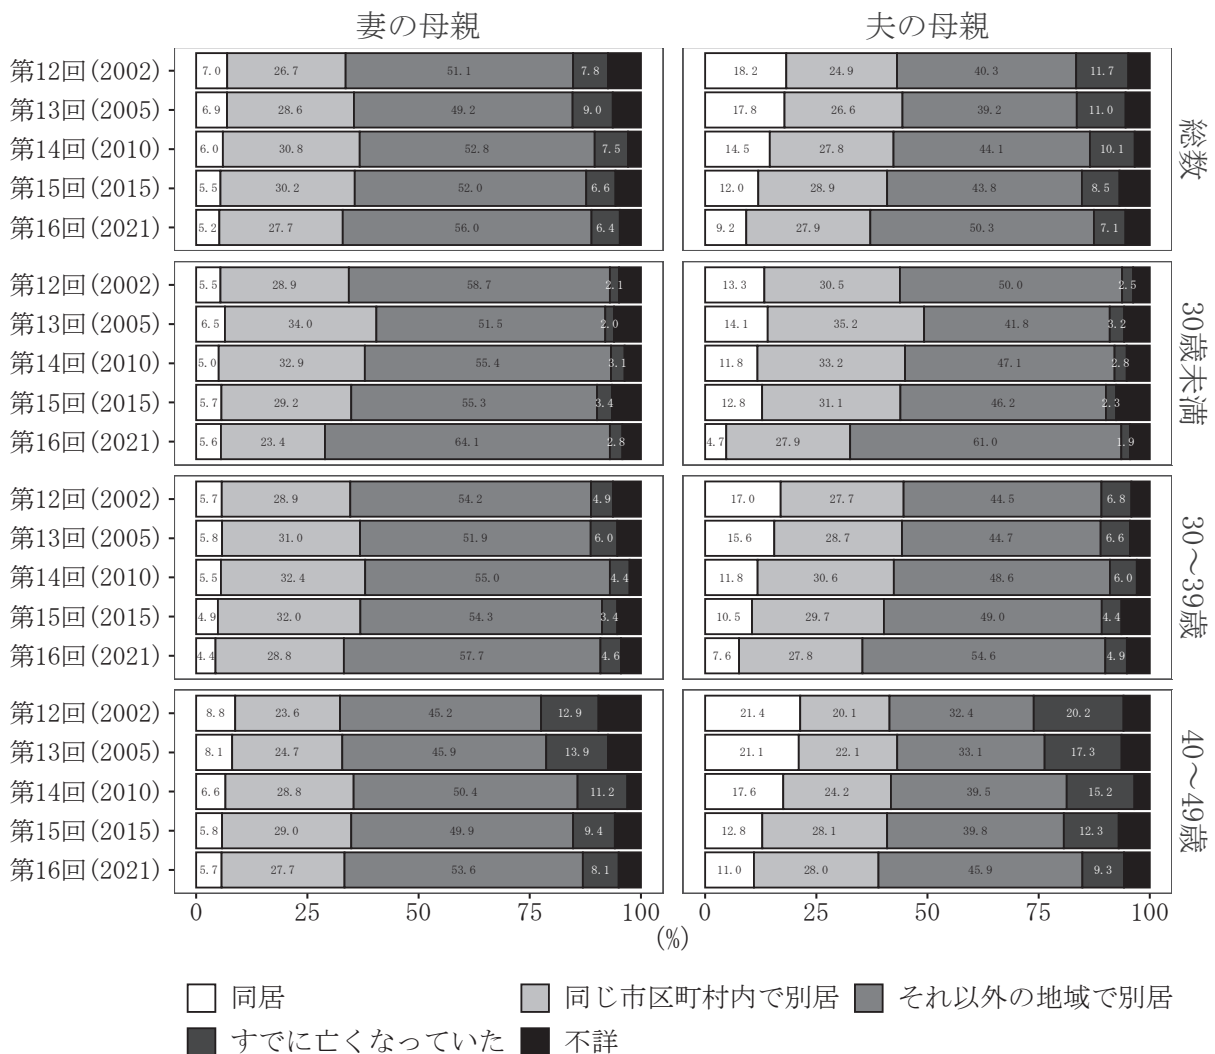 妻の母親 夫の母親
総数
第12回(2002) 7.0 26.7 51.1 7.8 18.2 24.9 40.3 11.7
第13回(2005) 6.9 28.6 49.2 9.0 17.8 26.6 39.2 11.0
第14回(2010) 6.0 30.8 52.8 7.5 14.5 27.8 44.1 10.1
第15回(2015) 5.5 30.2 52.0 6.6 12.0 28.9 43.8 8.5
第16回(2021) 5.2 27.7 56.0 6.4 9.2 27.9 50.3 7.1
30歳未満
第12回(2002) 5.5 28.9 58.7 2.1 13.3 30.5 50.0 2.5
第13回(2005) 6.5 34.0 51.5 2.0 14.1 35.2 41.8 3.2
第14回(2010) 5.0 32.9 55.4 3.1 11.8 33.2 47.1 2.8
第15回(2015) 5.7 29.2 55.3 3.4 12.8 31.1 46.2 2.3
第16回(2021) 5.6 23.4 64.1 2.8 4.7 27.9 61.0 1.9
30〜39歳
第12回(2002) 5.7 28.9 54.2 4.9 17.0 27.7 44.5 6.8
第13回(2005) 5.8 31.0 51.9 6.0 15.6 28.7 44.7 6.6
第14回(2010) 5.5 32.4 55.0 4.4 11.8 30.6 48.6 6.0
第15回(2015) 4.9 32.0 54.3 3.4 10.5 29.7 49.0 4.4
第16回(2021) 4.4 28.8 57.7 4.6 7.6 27.8 54.6 4.9
40〜49歳
第12回(2002) 8.8 23.6 45.2 12.9 21.4 20.1 32.4 20.2
第13回(2005) 8.1 24.7 45.9 13.9 21.1 22.1 33.1 17.3
第14回(2010) 6.6 28.8 50.4 11.2 17.6 24.2 39.5 15.2
第15回(2015) 5.8 29.0 49.9 9.4 12.8 28.1 39.8 12.3
第16回(2021) 5.7 27.7 53.6 8.1 11.0 28.0 45.9 9.3
0 25 50 75 100 0 25 50 75 100
(%)
同居 同じ市区町村内で別居 それ以外の地域で別居
すでに亡くなっていた 不詳